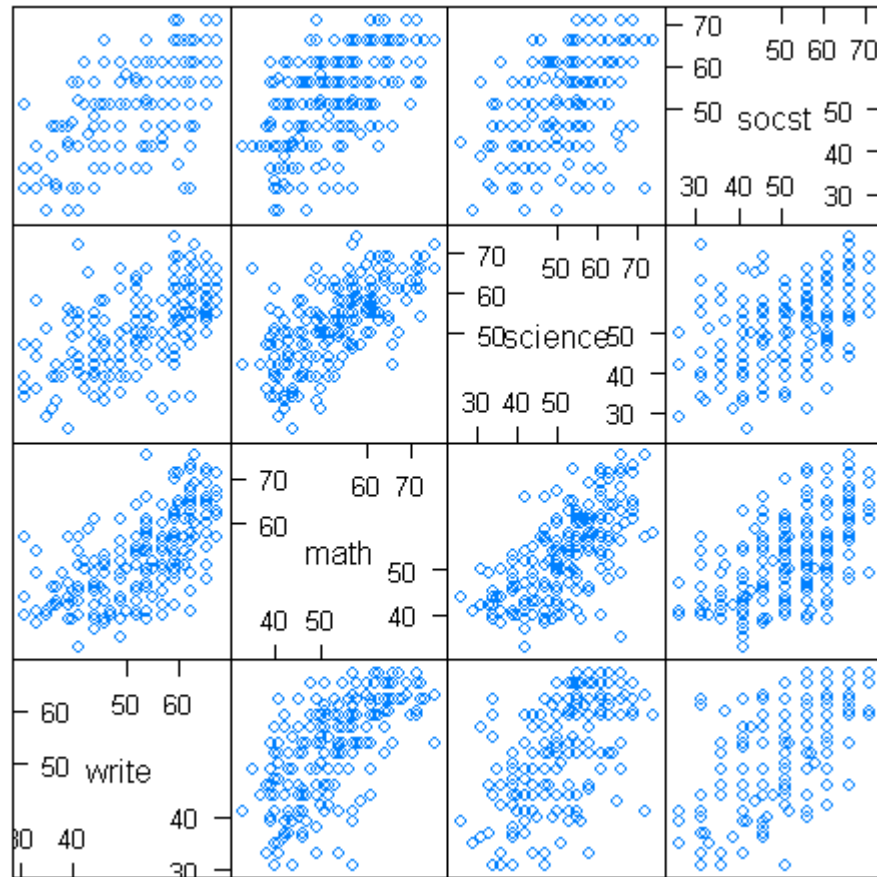 70
50 60 70
60
50 socst 50
40
30 40 50 30
70 50 60 70
60
50 science 50
40
30 40 50 30
70 60 70
60
math
50
40 50 40
50 60
60
50 write
40
30 40
30